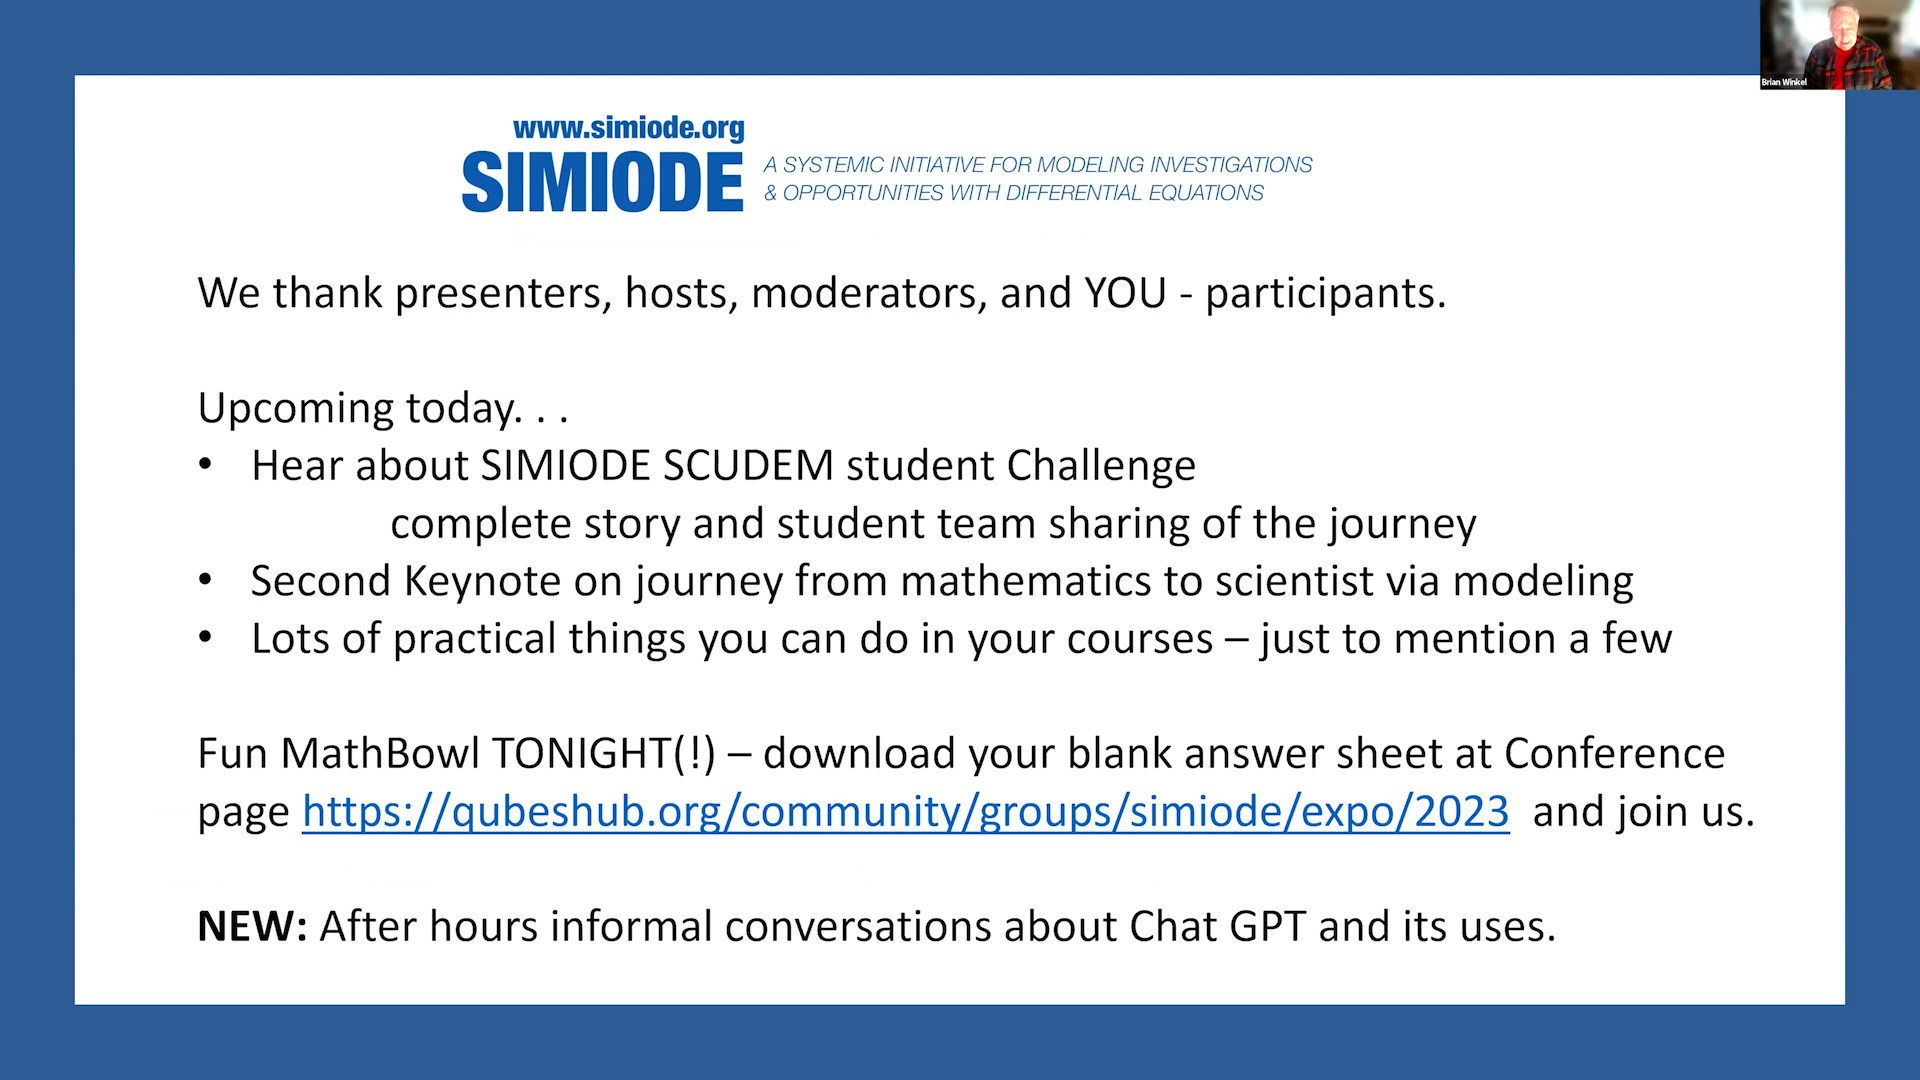 Brian Winkel
www.simiode.org
SIMIODE
A SYSTEMIC INITIATIVE FOR MODELING INVESTIGATIONS
& OPPORTUNITIES WITH DIFFERENTIAL EQUATIONS
We thank presenters, hosts, moderators, and YOU - participants.
Upcoming today. . .
• Hear about SIMIODE SCUDEM student Challenge
complete story and student team sharing of the journey
• Second Keynote on journey from mathematics to scientist via modeling
• Lots of practical things you can do in your courses – just to mention a few
Fun MathBowl TONIGHT(!) – download your blank answer sheet at Conference
page https://qubeshub.org/community/groups/simiode/expo/2023 and join us.
NEW: After hours informal conversations about Chat GPT and its uses.